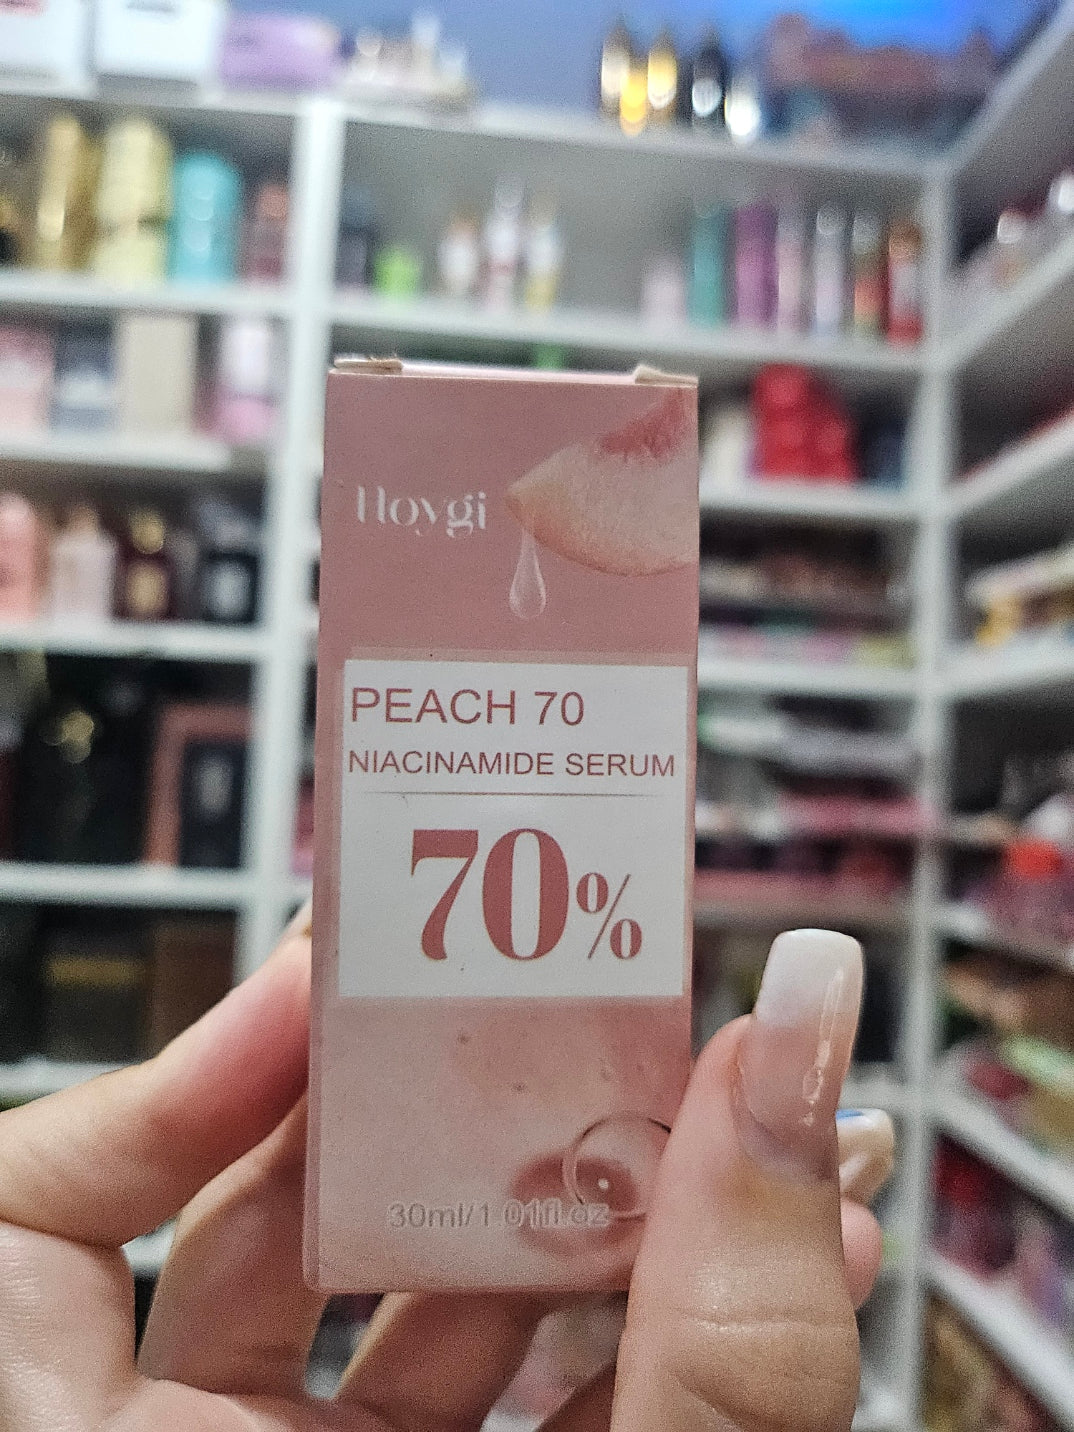 Hoygi
PEACH 70
NIACINAMIDE SERUM
70%
30ml/1.01fl.oz